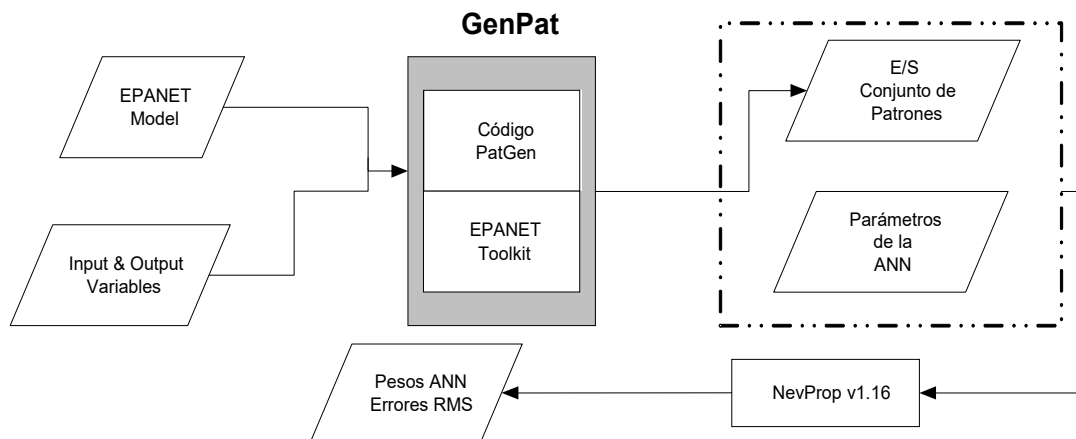 GenPat
EPANET
Model
Input & Output
Variables
Código
PatGen
EPANET
Toolkit
E/S
Conjunto de
Patrones
Parámetros
de la
ANN
Pesos ANN
Errores RMS
NevProp v1.16